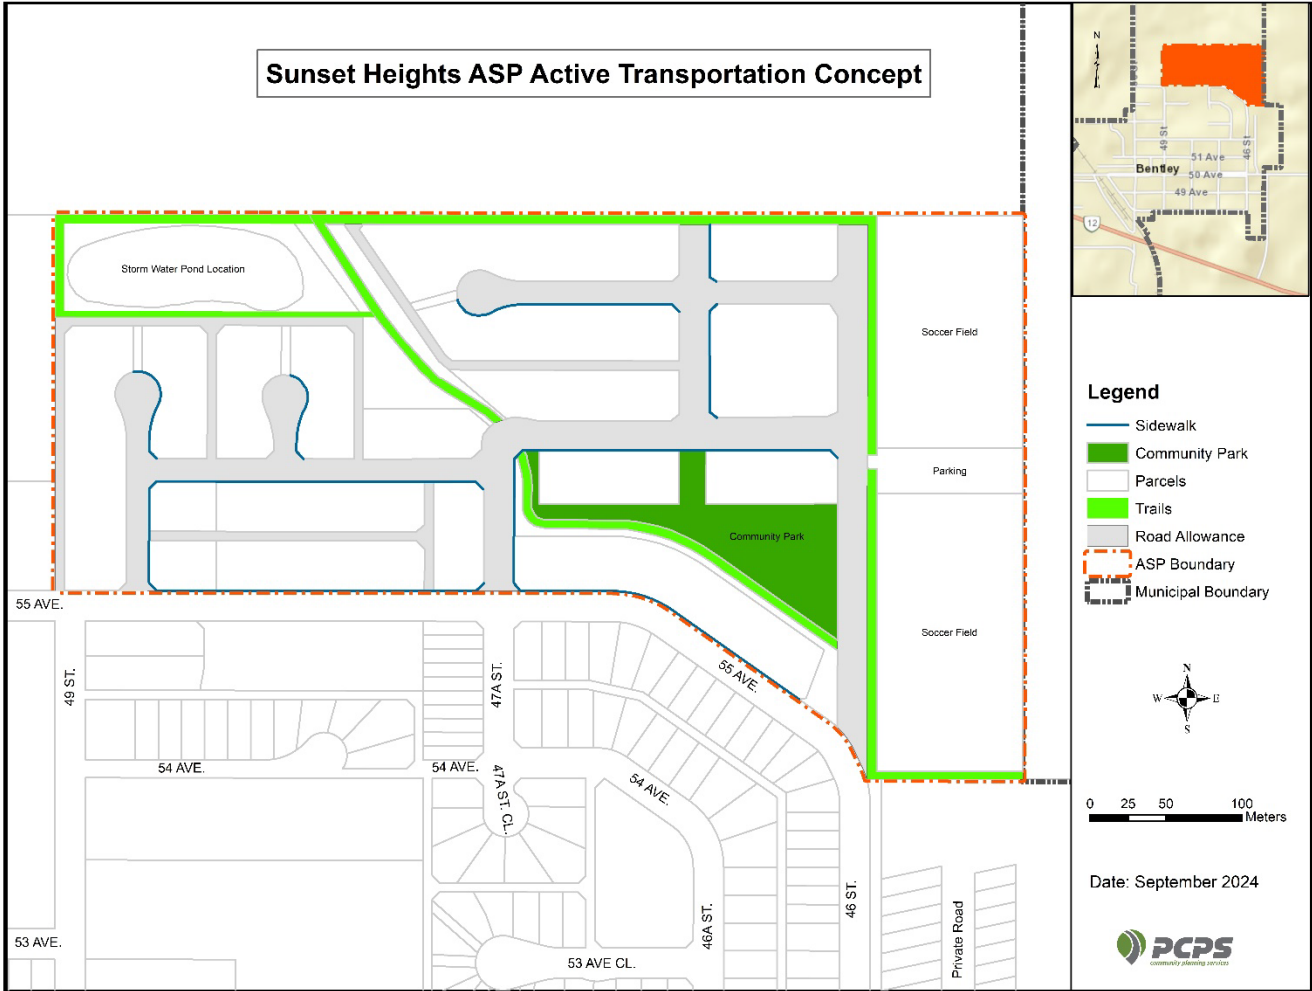 Sunset Heights ASP Active Transportation Concept
N
49 St
46 St
51 Ave
Bentley
50 Ave
49 Ave
12
Storm Water Pond Location
Soccer Field
Parking
Community Park
Soccer Field
55 AVE.
49 ST.
47A ST.
55 AVE.
54 AVE.
54 AVE.
47A ST. CL.
54 AVE.
46 ST.
46A ST.
53 AVE.
53 AVE CL.
Private Road
Legend
Sidewalk
Community Park
Parcels
Trails
Road Allowance
ASP Boundary
Municipal Boundary
N
W E
S
0 25 50 100
Meters
Date: September 2024
PCPS
community planning services